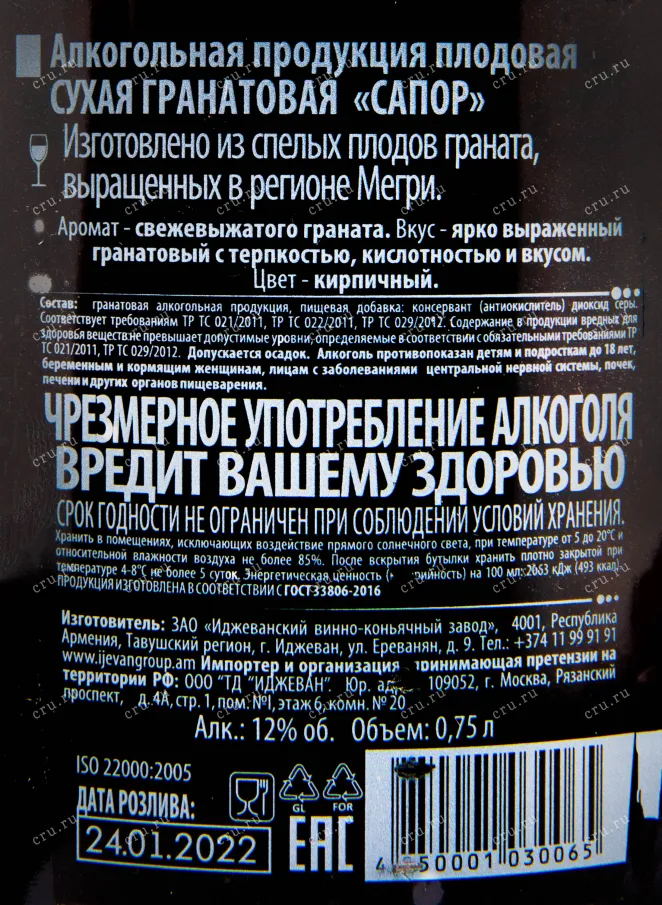 Алкогольная продукция плодовая
СУХАЯ ГРАНАТОВАЯ «САПОР»
Изготовлено из спелых плодов граната,
выращенных в регионе Мегри.
Аромат - свежевыжатого граната. Вкус - ярко выраженный
гранатовый с терпкостью, кислотностью и вкусом.
Цвет - кирпичный.
Состав: гранатовая алкогольная продукция, пищевая добавка: консервант (антиокислитель) диоксид серы.
Соответствует требованиям ТР ТС 021/2011, ТР ТС 022/2011, ТР ТС 029/2012. Содержание в продукции вредных для
здоровья веществ не превышает допустимые уровни, определяемые в соответствии с обязательными требованиями ТР
ТС 021/2011, ТР ТС 029/2012. Допускается осадок. Алкоголь противопоказан детям и подросткам до 18 лет,
беременным и кормящим женщинам, лицам с заболеваниями центральной нервной системы, почек,
печени и других органов пищеварения.
ЧРЕЗМЕРНОЕ УПОТРЕБЛЕНИЕ АЛКОГОЛЯ
ВРЕДИТ ВАШЕМУ ЗДОРОВЬЮ
СРОК ГОДНОСТИ НЕ ОГРАНИЧЕН ПРИ СОБЛЮДЕНИИ УСЛОВИЙ ХРАНЕНИЯ.
Хранить в помещениях, исключающих воздействие прямого солнечного света, при температуре от 5 до 20°С и
относительной влажности воздуха не более 85%. После вскрытия бутылки хранить плотно закрытой при
температуре 4-8°С не более 5 суток. Энергетическая ценность на 100 мл: 2063 кДж (493 ккал).
ПРОДУКЦИЯ ИЗГОТОВЛЕНА В СООТВЕТСТВИИ С ГОСТ 33806-2016
Изготовитель: ЗАО «Иджеванский винно-коньячный завод», 4001, Республика
Армения, Тавушский регион, г. Иджеван, ул. Ереванян, д. 9. Тел.: +374 11 99 91 91
www.ijevangroup.am Импортер и организация принимающая претензии на
территории РФ: ООО "ТД "ИДЖЕВАН". Юр. 109052, г. Москва, Рязанский
проспект, д.4А, стр. 1, пом. №I, этаж 6, комн. № 20
Алк.: 12% об. Объем: 0,75 л
ISO 22000:2005
ДАТА РОЗЛИВА:
24.01.2022
GL FOR
EAC
4 850001 030065
cru.ru